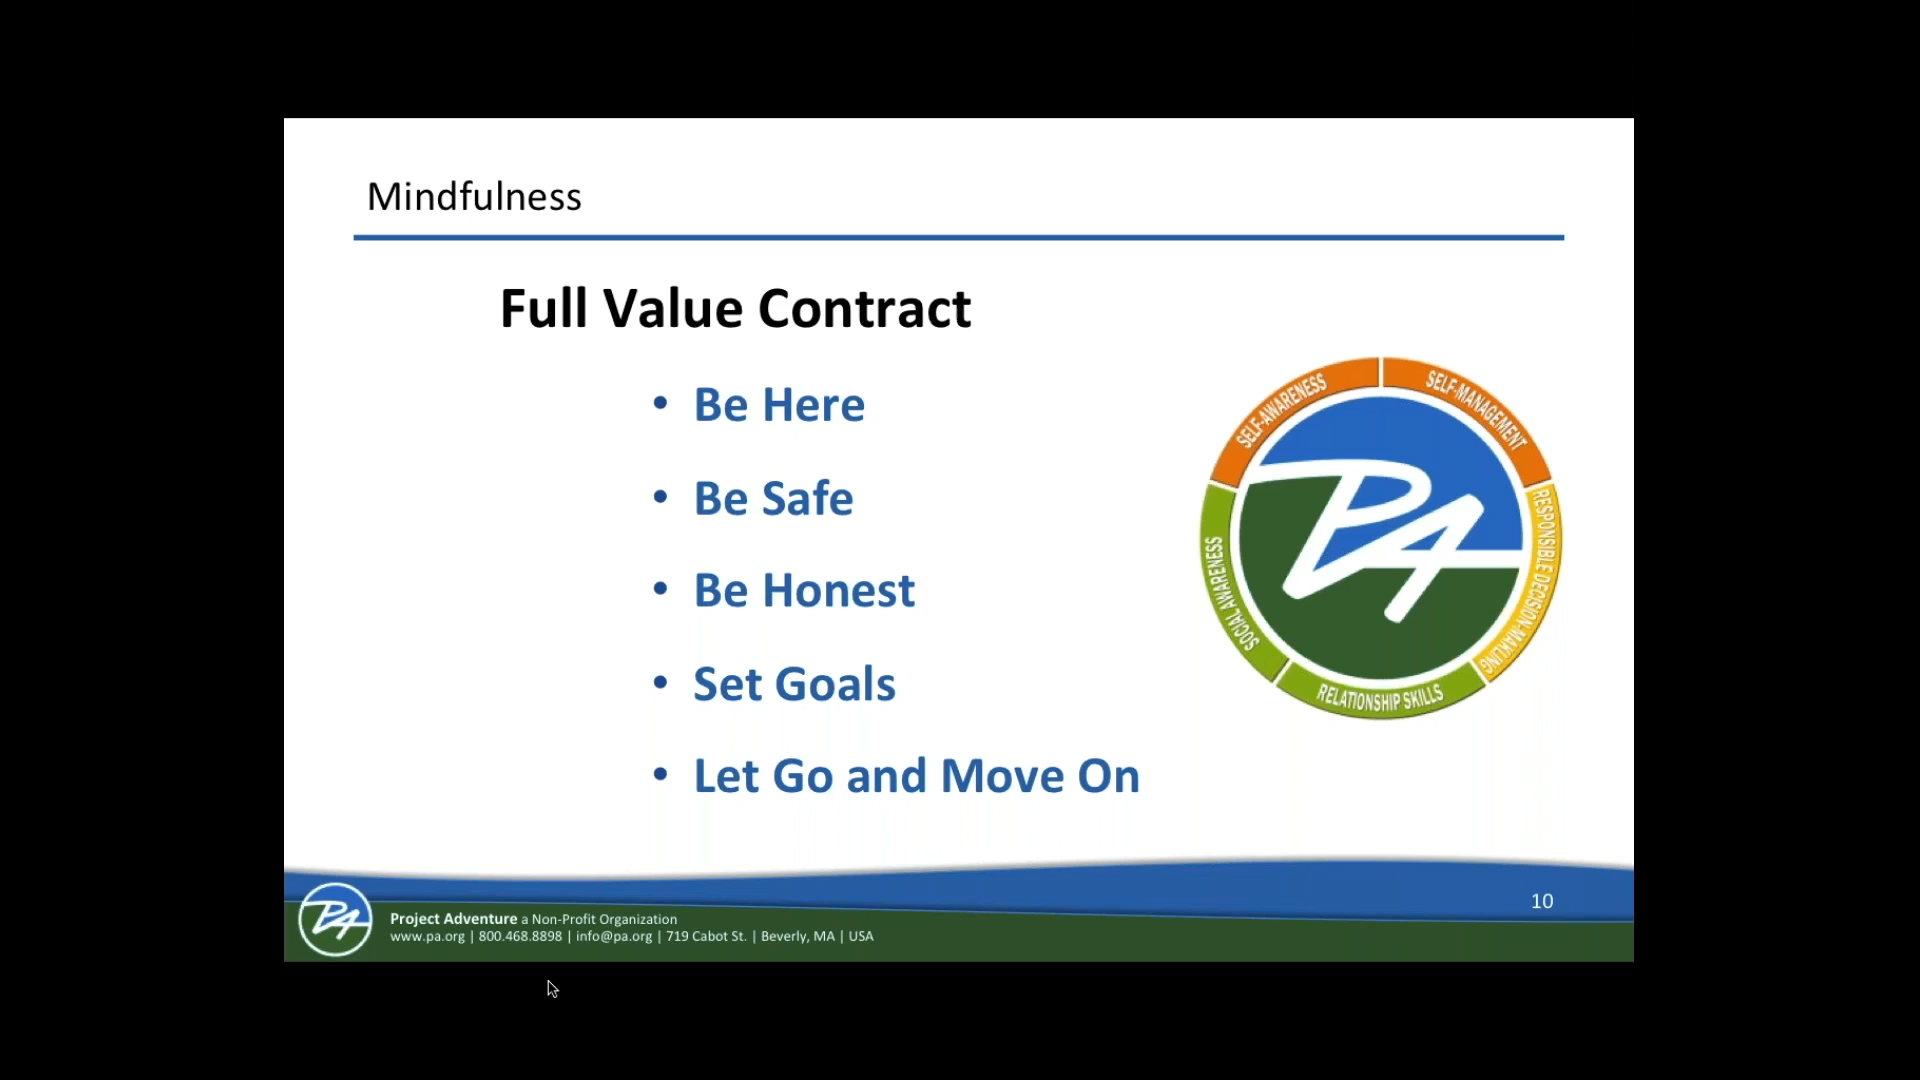 Mindfulness
Full Value Contract
• Be Here
• Be Safe
• Be Honest
• Set Goals
• Let Go and Move On
SELF-AWARENESS
SELF-MANAGEMENT
RESPONSIBLE DECISION-MAKLING
RELATIONSHIP SKILLS
SOCIAL AWARENESS
PA
10
PA
Project Adventure a Non-Profit Organization
www.pa.org | 800.468.8898 | info@pa.org | 719 Cabot St. | Beverly, MA | USA